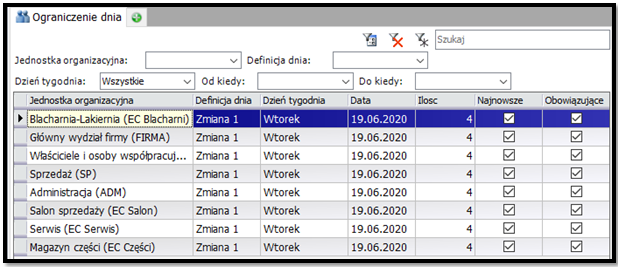 Ograniczenie dnia
Szukaj
Jednostka organizacyjna: Definicja dnia:
Dzień tygodnia: Wszystkie Od kiedy: Do kiedy:
Jednostka organizacyjna Definicja dnia Dzień tygodnia Data Ilosc Najnowsze Obowiązujące
Blacharnia-Lakiernia (EC Blacharni) Zmiana 1 Wtorek 19.06.2020 4
Główny wydział firmy (FIRMA) Zmiana 1 Wtorek 19.06.2020 4
Właściciele i osoby współpracuj... Zmiana 1 Wtorek 19.06.2020 4
Sprzedaż (SP) Zmiana 1 Wtorek 19.06.2020 4
Administracja (ADM) Zmiana 1 Wtorek 19.06.2020 4
Salon sprzedaży (EC Salon) Zmiana 1 Wtorek 19.06.2020 4
Serwis (EC Serwis) Zmiana 1 Wtorek 19.06.2020 4
Magazyn części (EC Części) Zmiana 1 Wtorek 19.06.2020 4